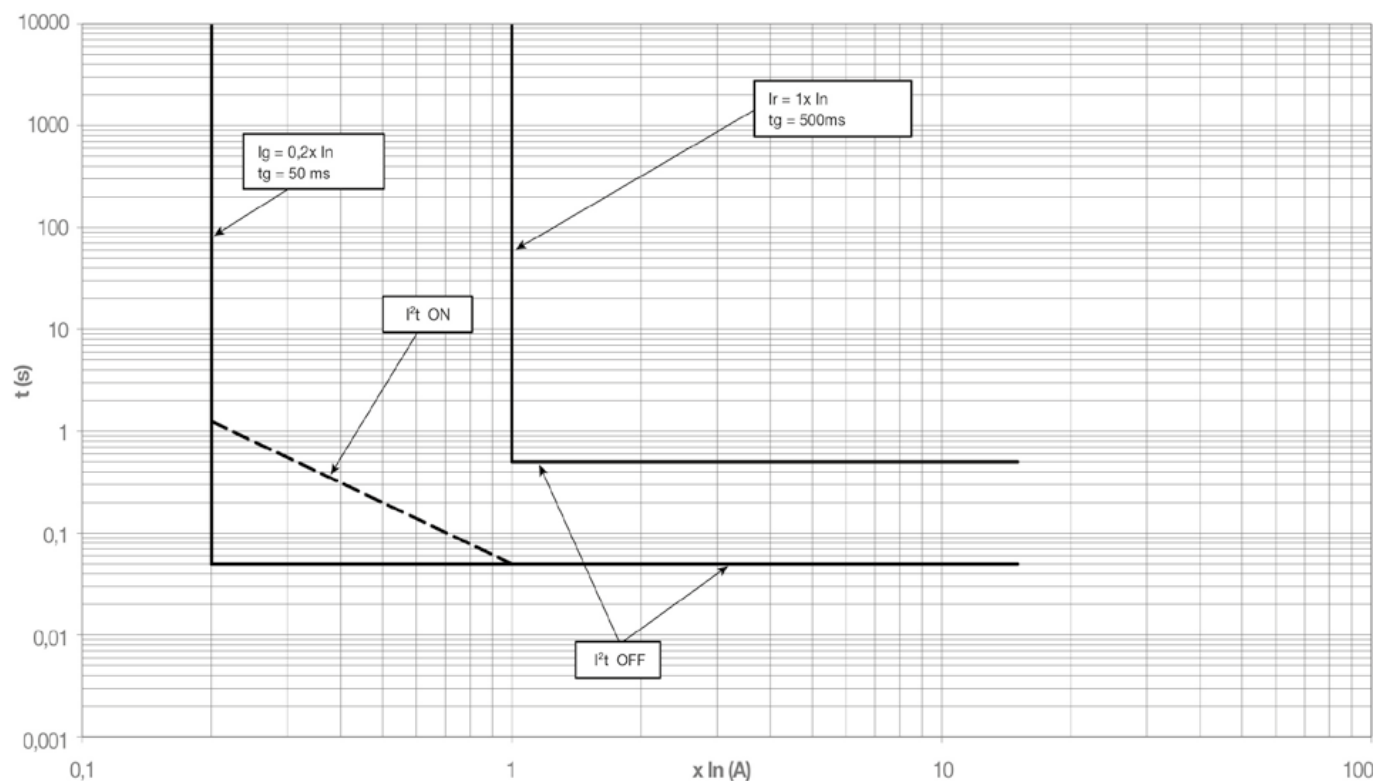 10000
1000
100
10
1
0,1
0,01
0,001
t (s)
Ig = 0,2x In
tg = 50 ms
Ir = 1x In
tg = 500ms
I²t ON
I²t OFF
0,1
1
x In (A)
10
100